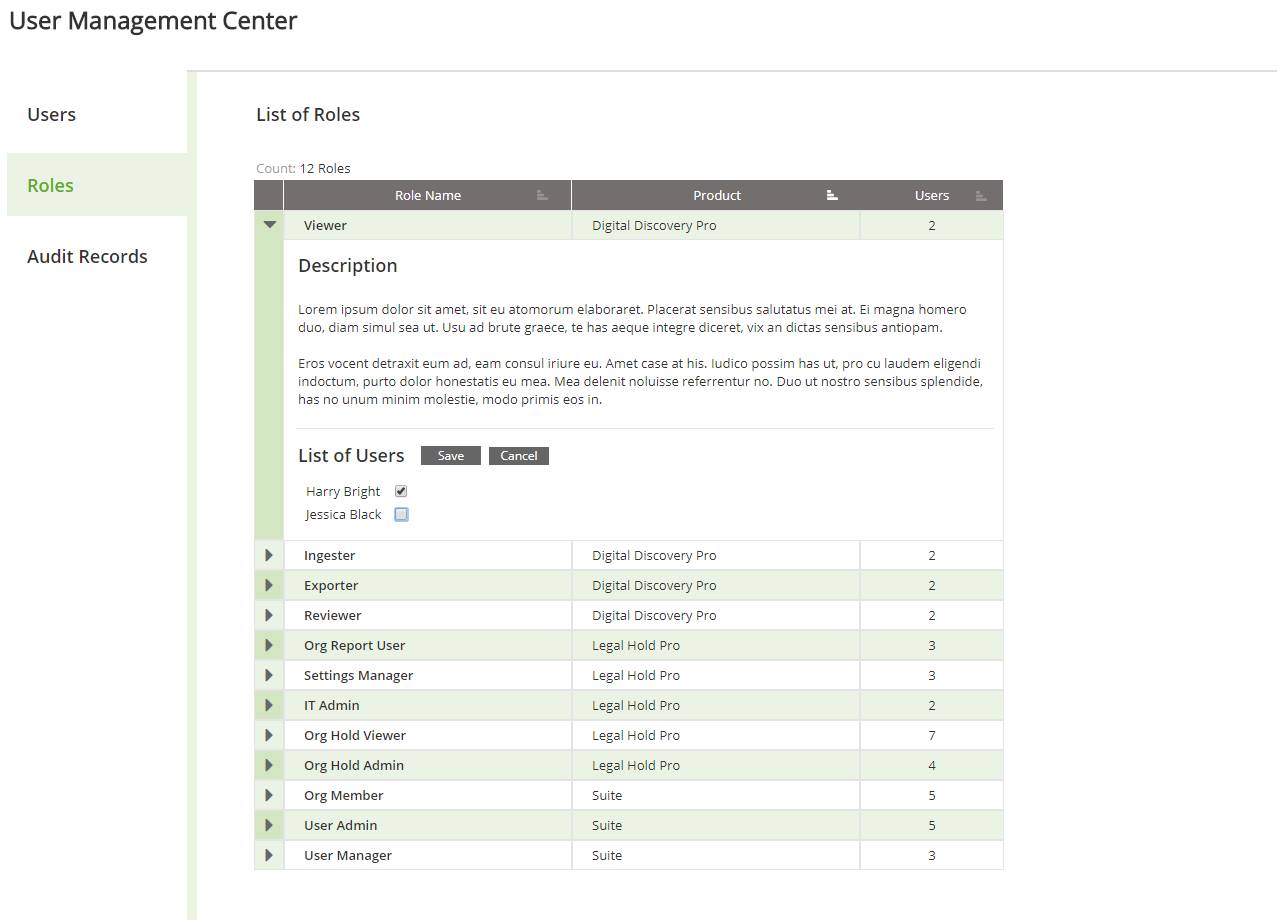 User Management Center
Users
Roles
Audit Records
List of Roles
Count: 12 Roles
Role Name Product Users
Viewer Digital Discovery Pro 2
Description
Lorem ipsum dolor sit amet, sit eu atomorum elaboraret. Placerat sensibus salutatus mei at. Ei magna homero
duo, diam simul sea ut. Usu ad brute graece, te has aeque integre diceret, vix an dictas sensibus antiopam.
Eros vocent detraxit eum ad, eam consul iriure eu. Amet case at his. Iudico possim has ut, pro cu laudem eligendi
indoctum, purto dolor honestatis eu mea. Mea delenit noluisse referrentur no. Duo ut nostro sensibus splendide,
has no unum minim molestie, modo primis eos in.
List of Users Save Cancel
Harry Bright
Jessica Black
Ingester Digital Discovery Pro 2
Exporter Digital Discovery Pro 2
Reviewer Digital Discovery Pro 2
Org Report User Legal Hold Pro 3
Settings Manager Legal Hold Pro 3
IT Admin Legal Hold Pro 2
Org Hold Viewer Legal Hold Pro 7
Org Hold Admin Legal Hold Pro 4
Org Member Suite 5
User Admin Suite 5
User Manager Suite 3